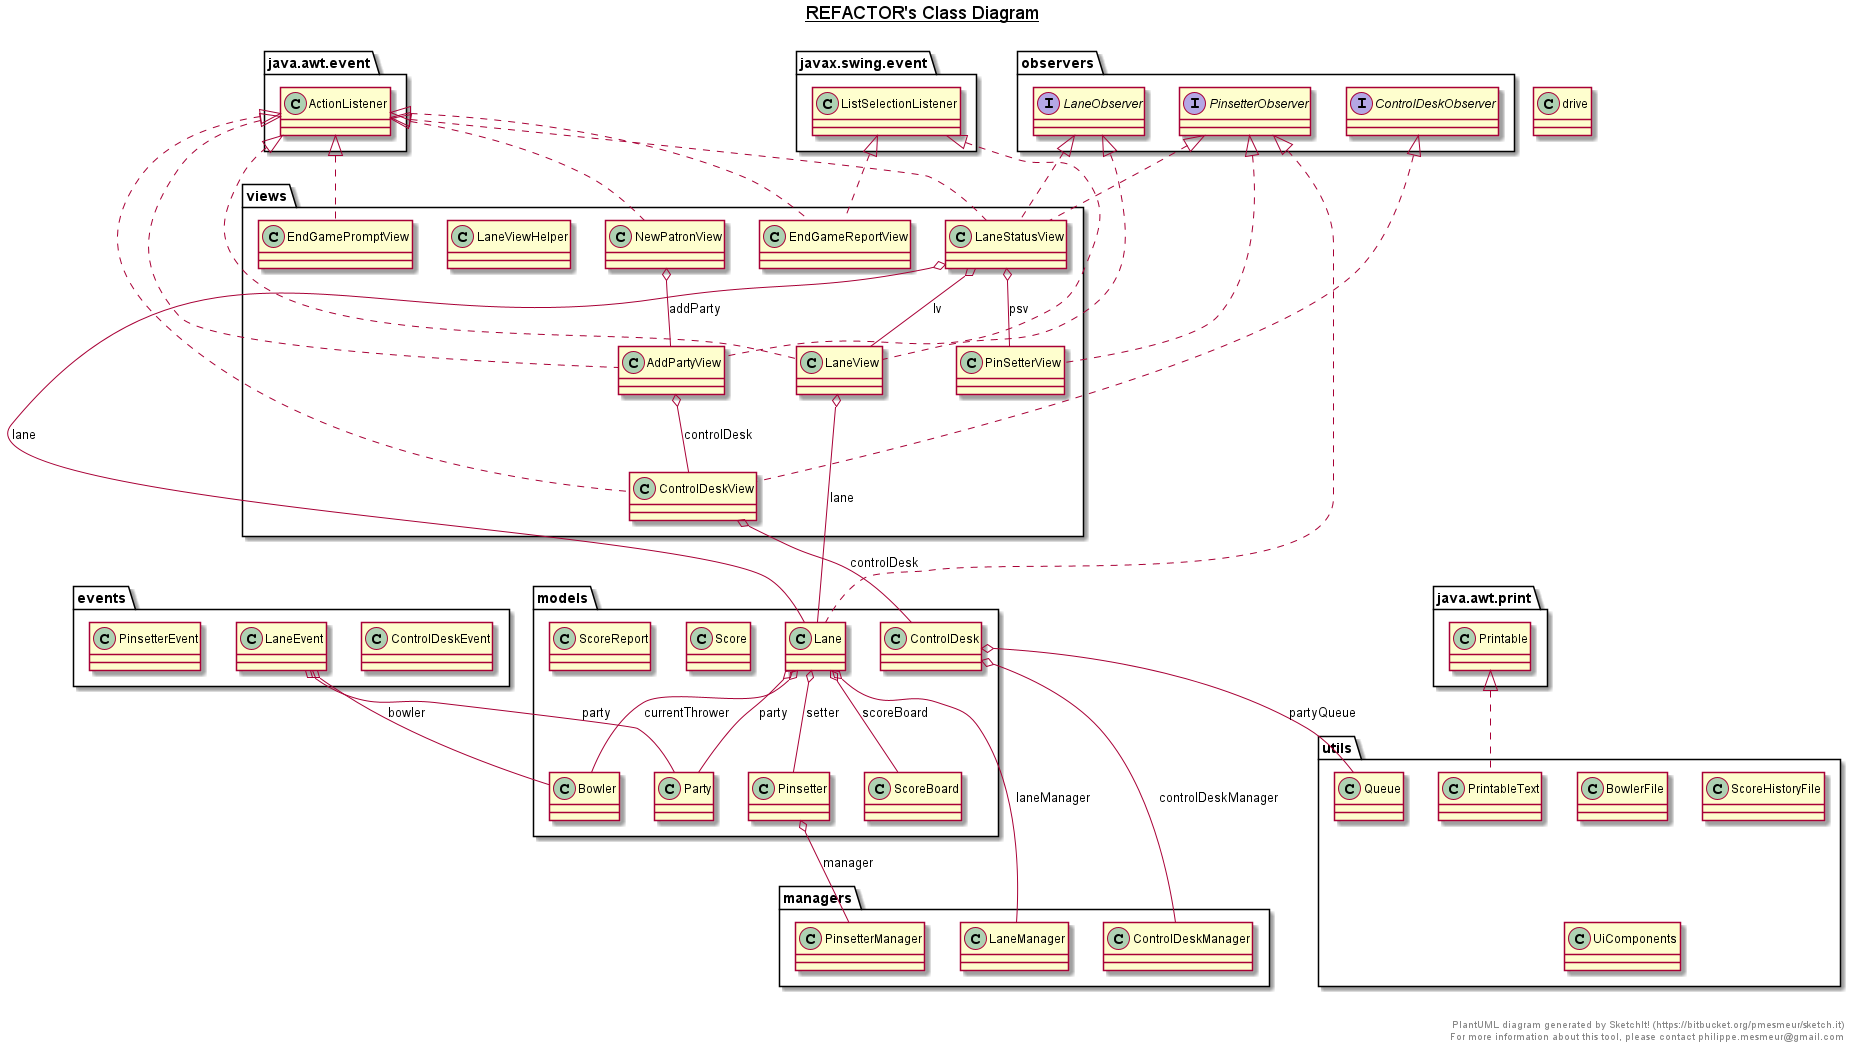 REFACTOR's Class Diagram
java.awt.event
C ActionListener
javax.swing.event
C ListSelectionListener
observers
I LaneObserver
I PinsetterObserver
I ControlDeskObserver
C drive
views
C EndGamePromptView
C LaneViewHelper
C NewPatronView
C EndGameReportView
C LaneStatusView
addParty
lv
psv
C AddPartyView
C LaneView
C PinSetterView
lane
controlDesk
C ControlDeskView
lane
controlDesk
events
C PinsetterEvent
C LaneEvent
C ControlDeskEvent
models
C ScoreReport
C Score
C Lane
C ControlDesk
java.awt.print
C Printable
bowler
party
currentThrower
party
setter
scoreBoard
partyQueue
C Bowler
C Party
C Pinsetter
C ScoreBoard
laneManager
controlDeskManager
utils
C Queue
C PrintableText
C BowlerFile
C ScoreHistoryFile
manager
managers
C PinsetterManager
C LaneManager
C ControlDeskManager
C UiComponents
PlantUML diagram generated by SketchIt! (https://bitbucket.org/pmesmeur/sketch.it)
For more information about this tool, please contact philippe.mesmeur@gmail.com